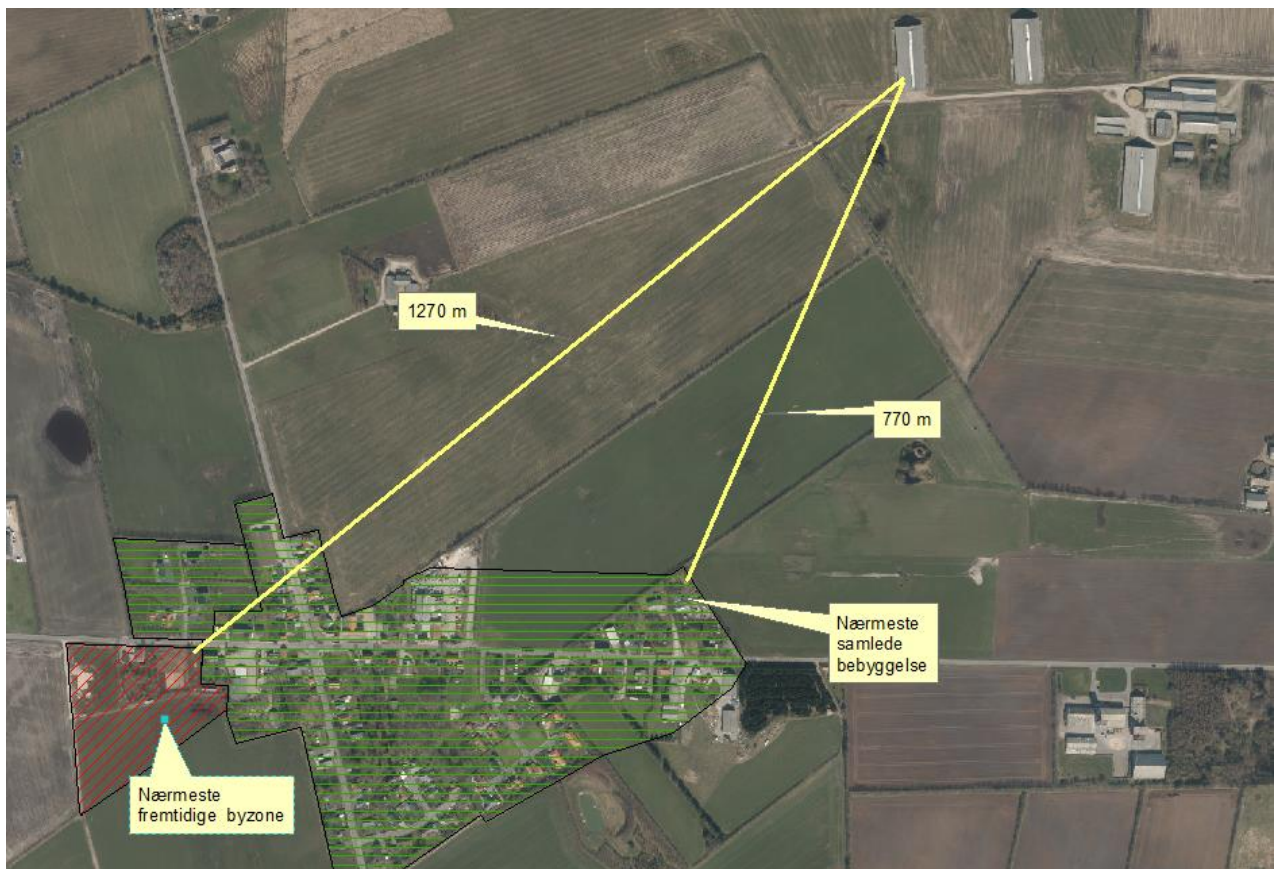 1270 m
770 m
Nærmeste
samlede
bebyggelse
Nærmeste
fremtidige byzone